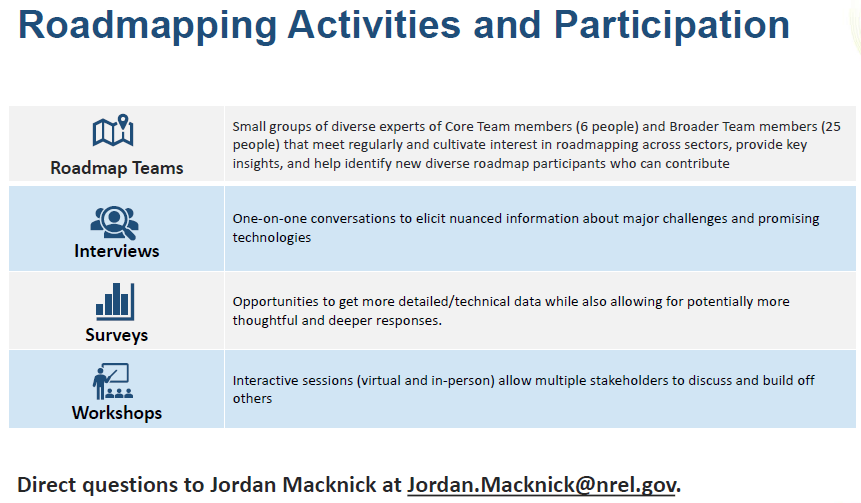 Roadmapping Activities and Participation
Roadmap Teams
Small groups of diverse experts of Core Team members (6 people) and Broader Team members (25
people) that meet regularly and cultivate interest in roadmapping across sectors, provide key
insights, and help identify new diverse roadmap participants who can contribute
Interviews
One-on-one conversations to elicit nuanced information about major challenges and promising
technologies
Surveys
Opportunities to get more detailed/technical data while also allowing for potentially more
thoughtful and deeper responses.
Workshops
Interactive sessions (virtual and in-person) allow multiple stakeholders to discuss and build off
others
Direct questions to Jordan Macknick at Jordan.Macknick@nrel.gov.